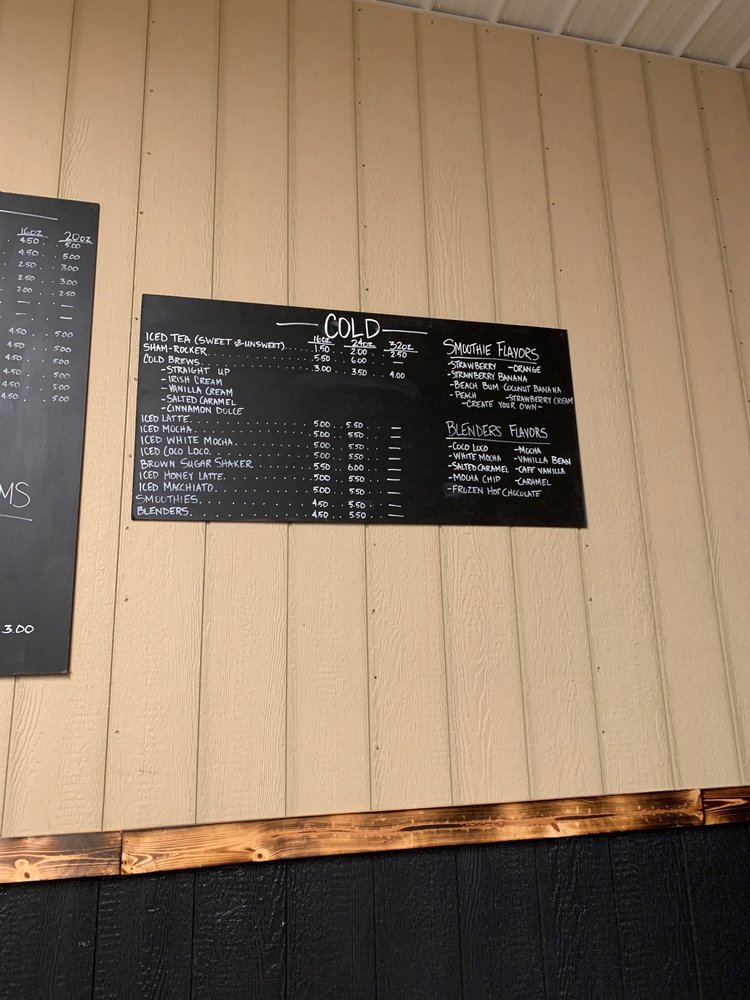 16oz 20oz
4.50 . . 5.00
4.50 . . 5.00
2.50 . . 3.00
2.50 . . 3.00
2.00 . . 2.50
— —
— —
4.50 . . . 5.00
4.50 . . . 5.00
4.50 . . . 5.00
4.50 . . . 5.00
4.50 . . . 5.00
4.50 . . . 5.00
MS
3.00
— COLD —
16oz 24oz 32oz
ICED TEA (SWEET & UNSWEET) 1.50 2.00 2.50
SHAM-ROCKER 5.50 6.00
COLD BREWS 3.00 3.50 4.00
-STRAIGHT UP
-IRISH CREAM
-VANILLA CREAM
-SALTED CARAMEL
-CINNAMON DOLCE
ICED LATTE 5.00 5.50 —
ICED MOCHA 5.00 5.50 —
ICED WHITE MOCHA 5.00 5.50 —
ICED COCO LOCO 5.00 5.50 —
BROWN SUGAR SHAKER 5.50 6.00 —
ICED HONEY LATTE 5.00 5.50 —
ICED MACCHIATO 5.00 5.50 —
SMOOTHIES 4.50 5.50 —
BLENDERS 4.50 5.50 —
SMOOTHIE FLAVORS
-STRAWBERRY -ORANGE
-STRAWBERRY BANANA
-BEACH BUM COCONUT BANANA
-PEACH -STRAWBERRY CREAM
-CREATE YOUR OWN-
BLENDERS FLAVORS
-COCO LOCO -MOCHA
-WHITE MOCHA -VANILLA BEAN
-SALTED CARAMEL -CAFE VANILLA
-MOCHA CHIP -CARAMEL
-FROZEN HOT CHOCOLATE